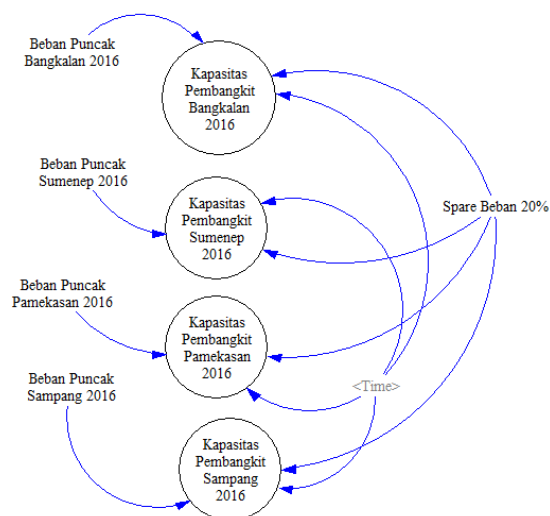 Beban Puncak
Bangkalan 2016
Kapasitas
Pembangkit
Bangkalan
2016
Beban Puncak
Sumenep 2016
Kapasitas
Pembangkit
Sumenep
2016
Spare Beban 20%
Beban Puncak
Pamekasan 2016
Kapasitas
Pembangkit
Pamekasan
2016
<Time>
Beban Puncak
Sampang 2016
Kapasitas
Pembangkit
Sampang
2016